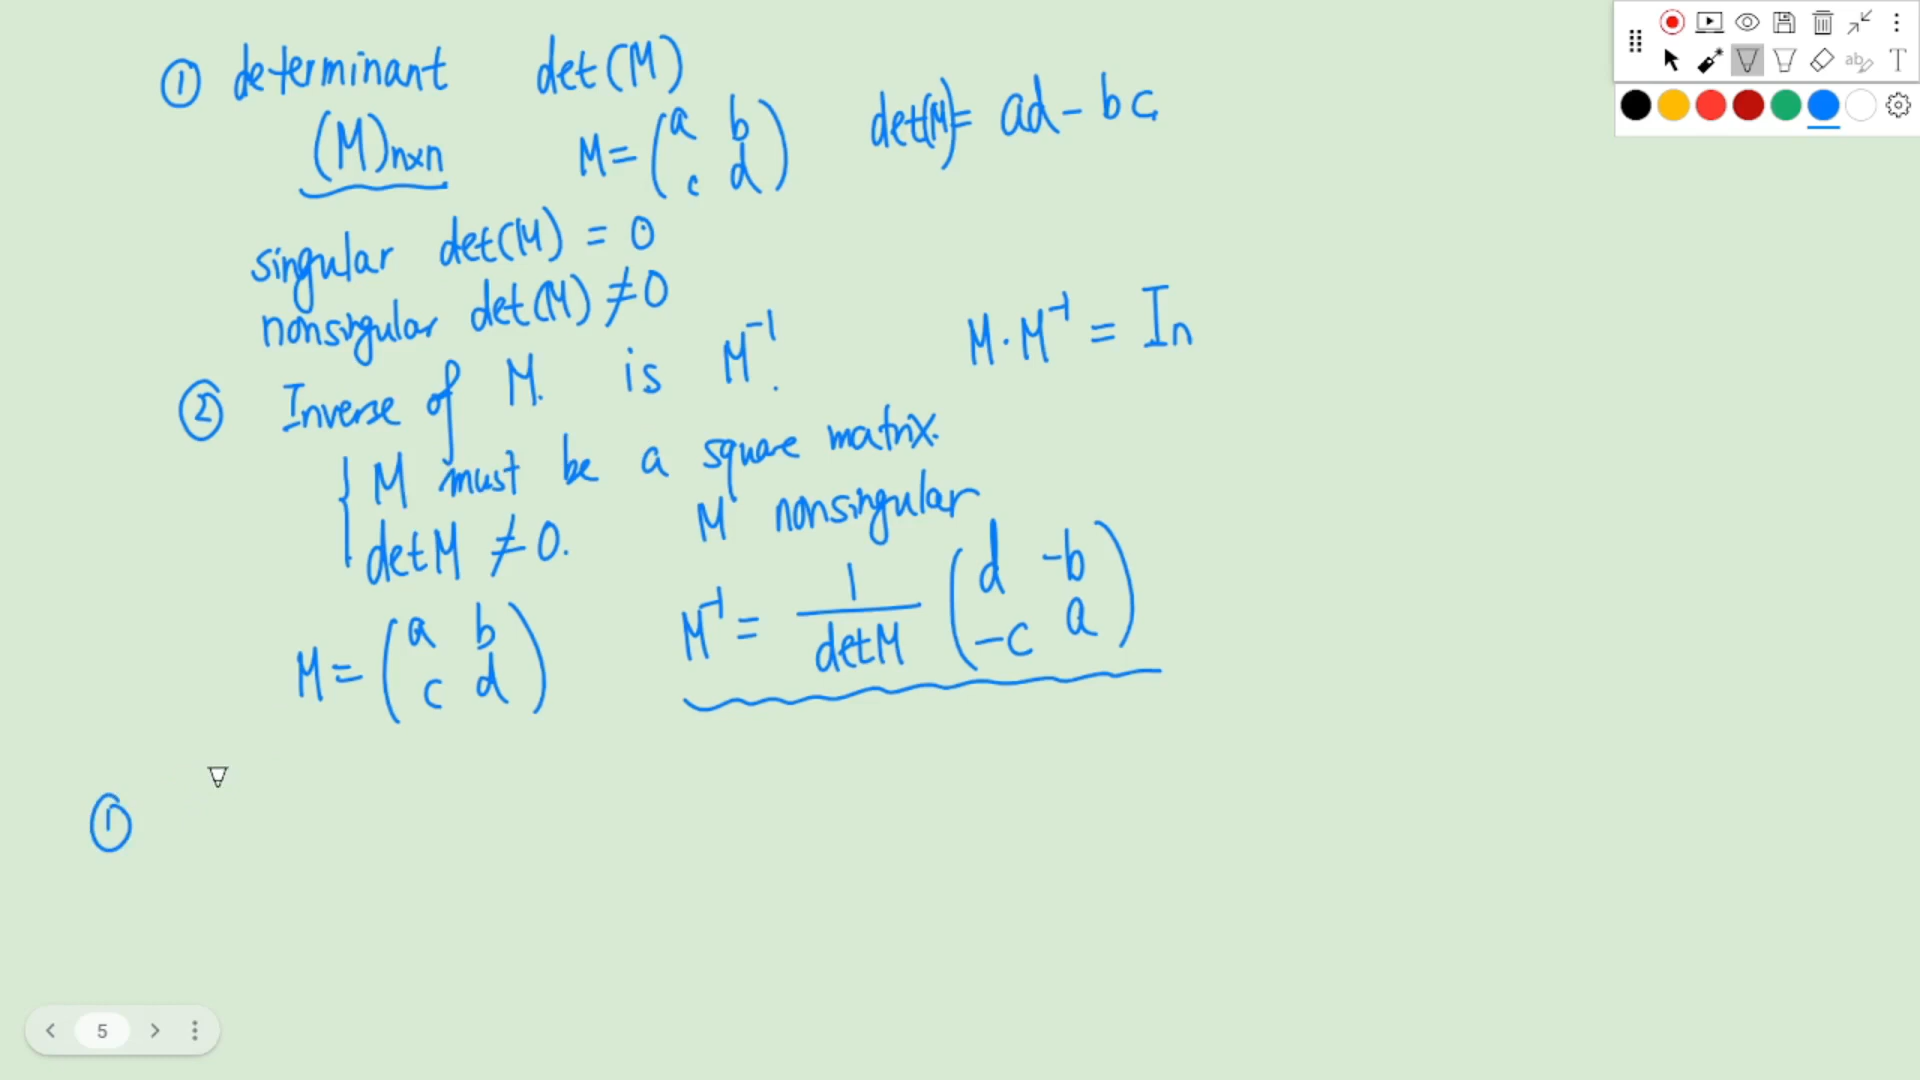 ① determinant det(M)
(M)n×n M = (a b c d) det(M) = ad - bc
singular det(M) = 0
nonsingular det(M) ≠ 0
② Inverse of M. is M⁻¹. M·M⁻¹ = In
{ M must be a square matrix.
det M ≠ 0. M nonsingular
M = (a b c d) M⁻¹ = 1/det M (d -b -c a)
①
5
ab
T